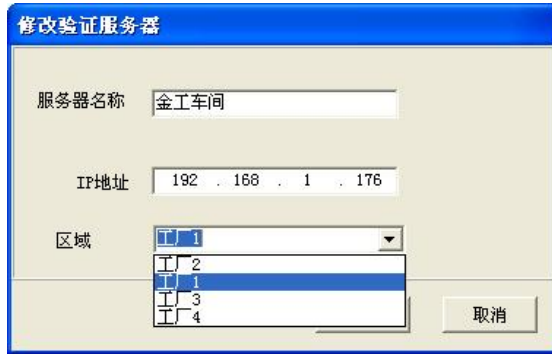 修改验证服务器
服务器名称 金工车间
IP地址 192 . 168 . 1 . 176
区域 工厂1
工厂2
工厂1
工厂3
工厂4
取消